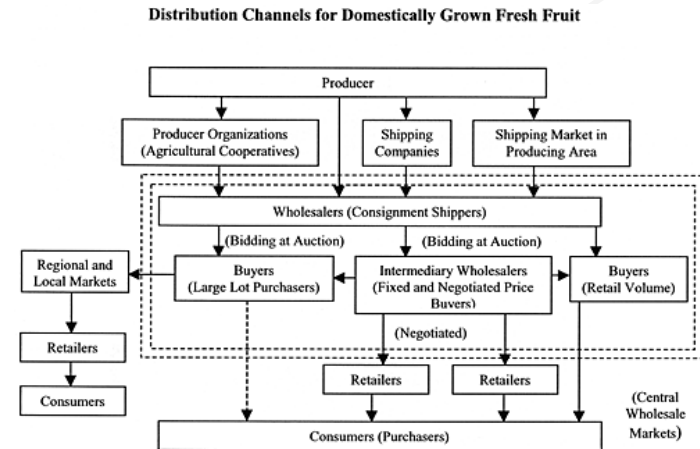 Distribution Channels for Domestically Grown Fresh Fruit
Producer
Producer Organizations
(Agricultural Cooperatives)
Shipping
Companies
Shipping Market in
Producing Area
Wholesalers (Consignment Shippers)
(Bidding at Auction)
(Bidding at Auction)
Regional and
Local Markets
Buyers
(Large Lot Purchasers)
Intermediary Wholesalers
(Fixed and Negotiated Price
Buyers)
Buyers
(Retail Volume)
(Negotiated)
Retailers
Retailers
Retailers
Consumers
(Central
Wholesale
Markets)
Consumers (Purchasers)